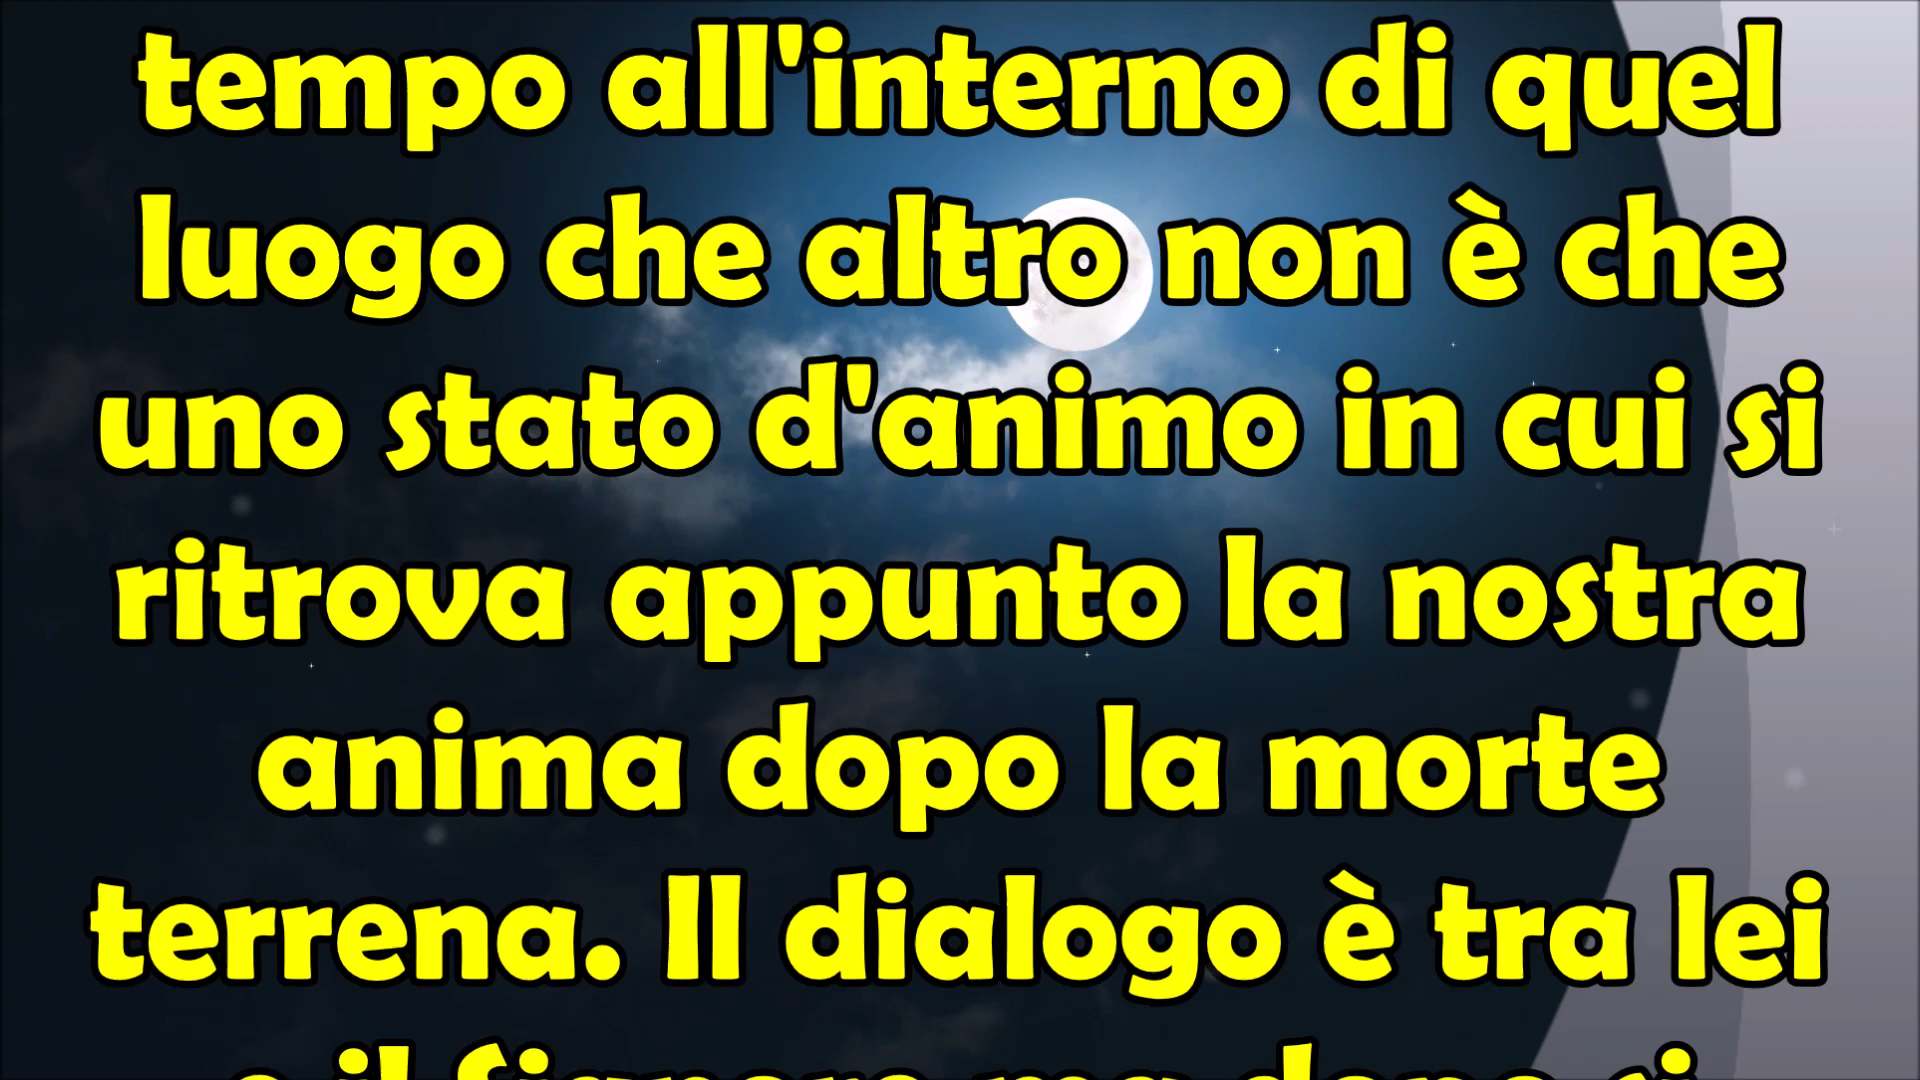 tempo all'interno di quel
luogo che altro non è che
uno stato d'animo in cui si
ritrova appunto la nostra
anima dopo la morte
terrena. Il dialogo è tra lei